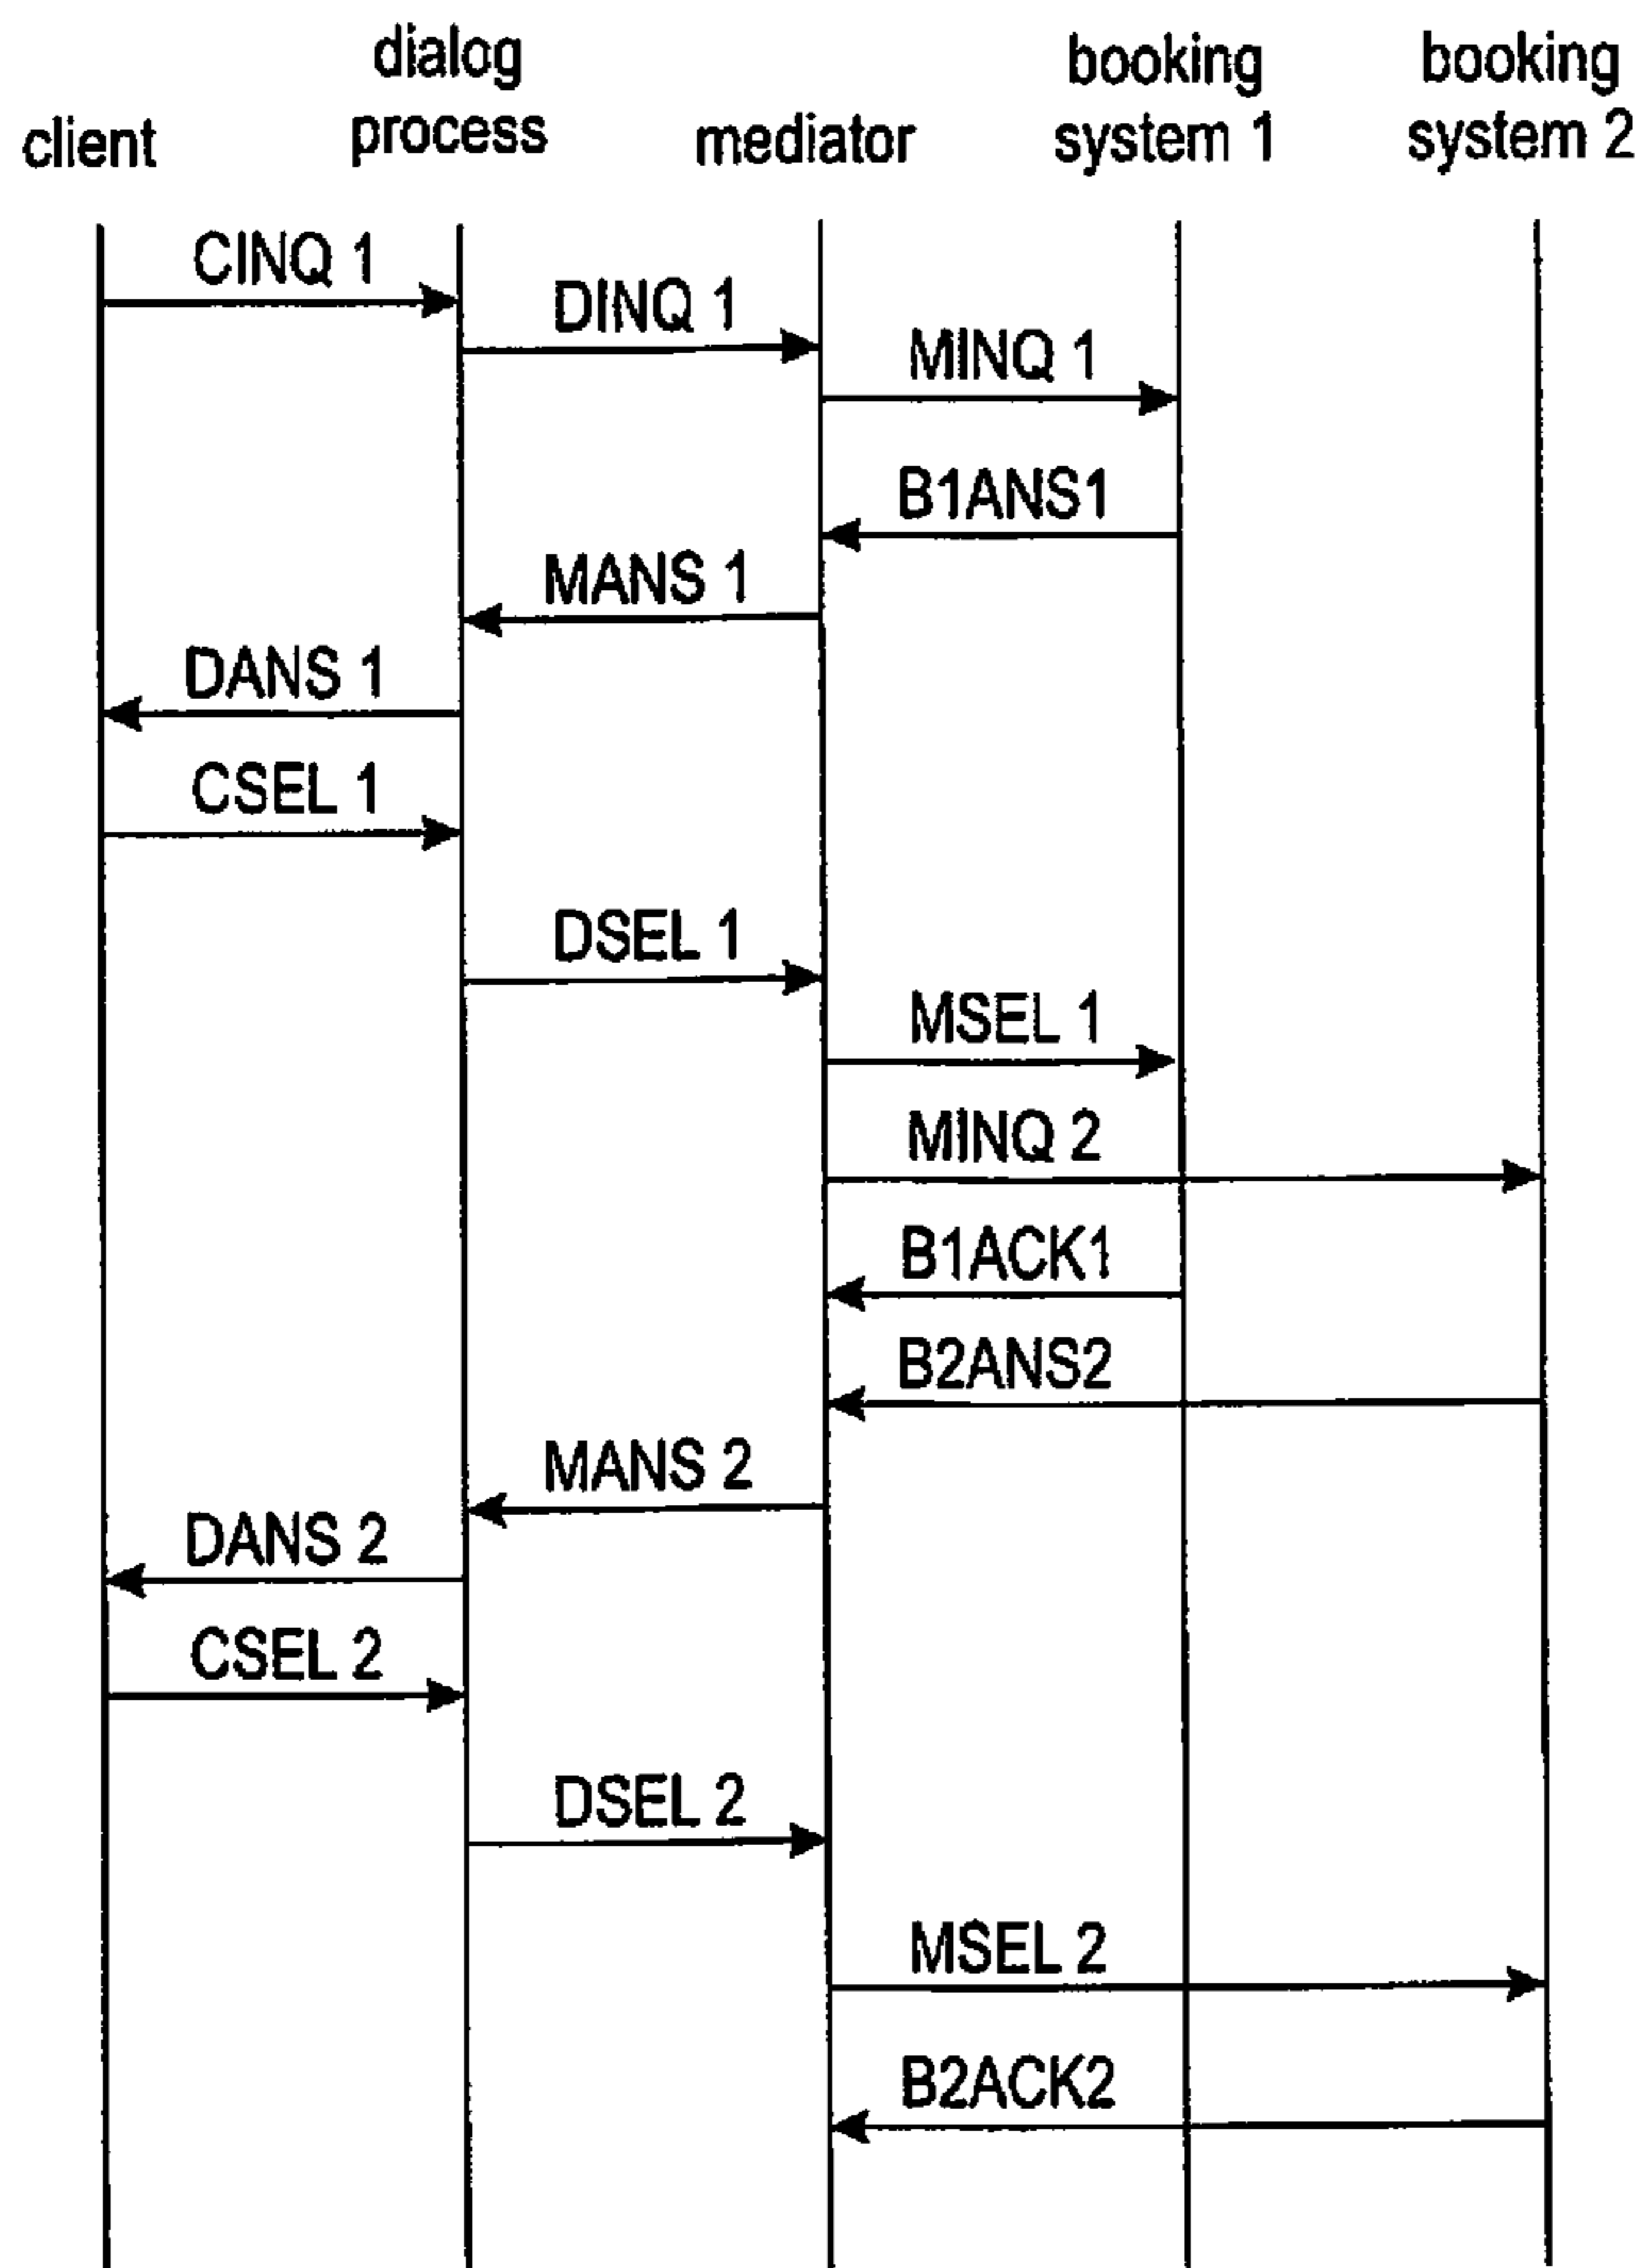 client
dialog
process
mediator
booking
system 1
booking
system 2
CINQ 1
DINQ 1
MINQ 1
B1ANS1
MANS 1
DANS 1
CSEL 1
DSEL 1
MSEL 1
MINQ 2
B1ACK1
B2ANS2
MANS 2
DANS 2
CSEL 2
DSEL 2
MSEL 2
B2ACK2